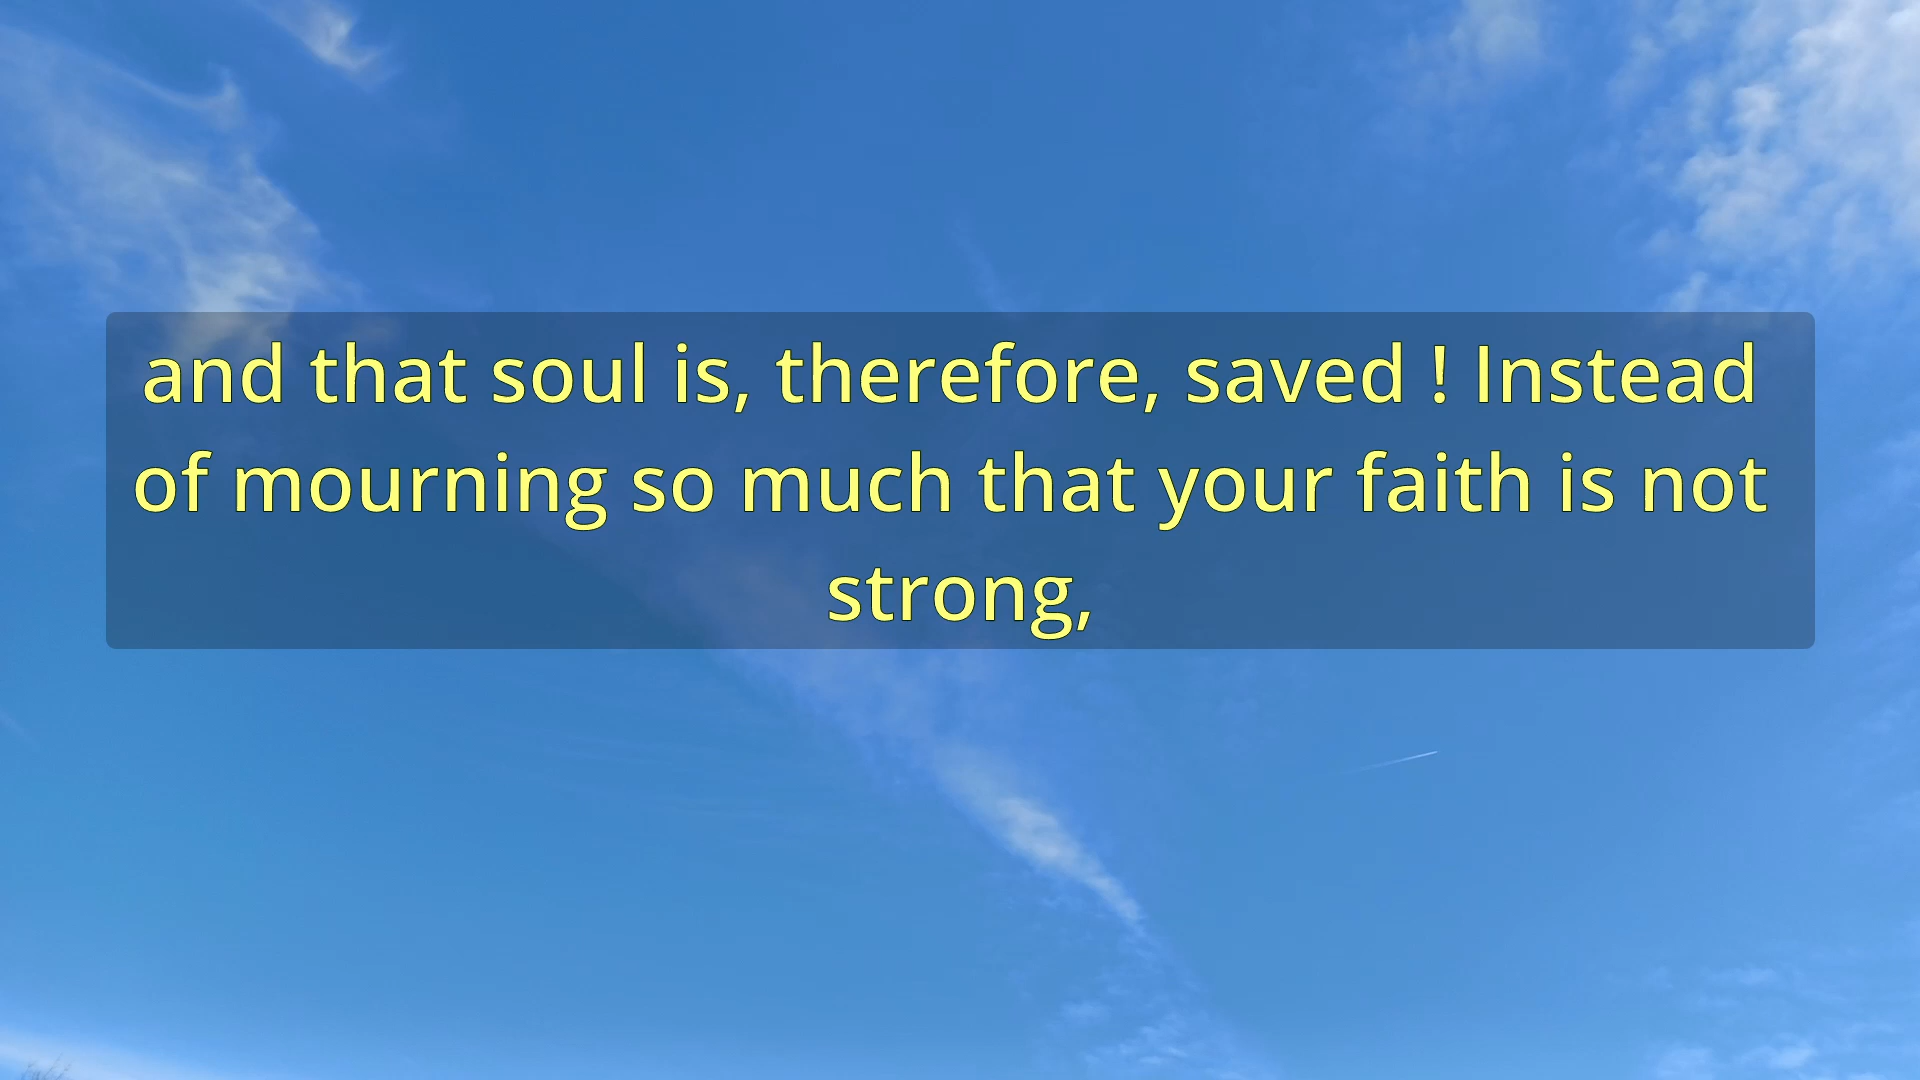 and that soul is, therefore, saved ! Instead
of mourning so much that your faith is not
strong,